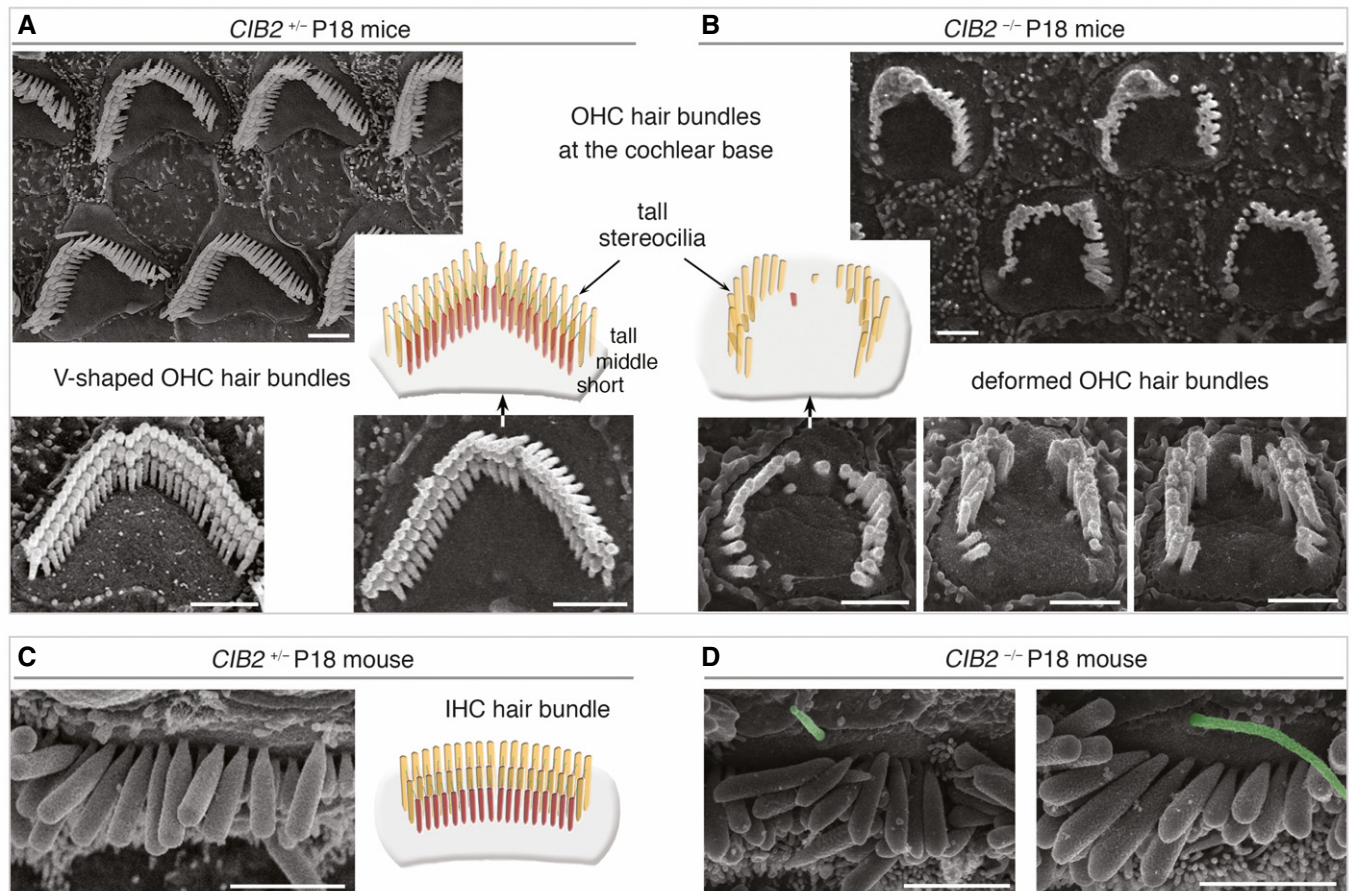 A
CIB2 +/– P18 mice
B
CIB2 –/– P18 mice
OHC hair bundles
at the cochlear base
tall
stereocilia
tall
middle
short
V-shaped OHC hair bundles
deformed OHC hair bundles
C
CIB2 +/– P18 mouse
D
CIB2 –/– P18 mouse
IHC hair bundle